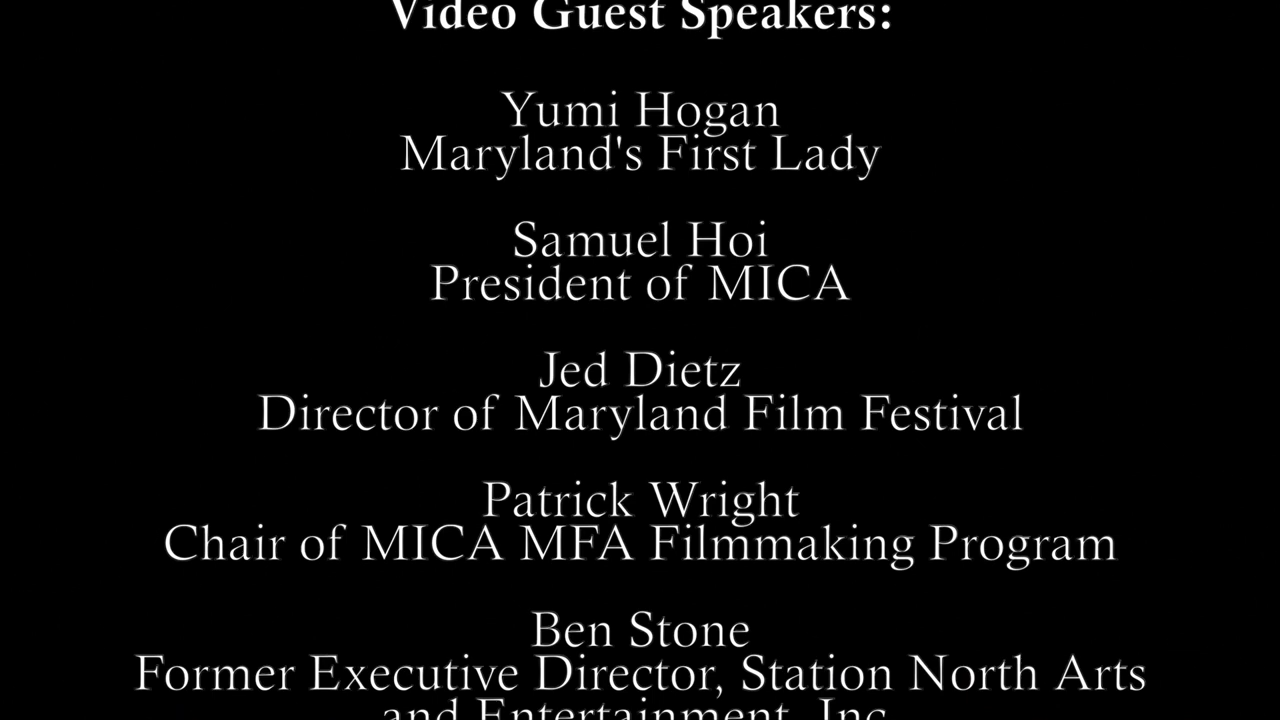 Video Guest Speakers:
Yumi Hogan
Maryland's First Lady
Samuel Hoi
President of MICA
Jed Dietz
Director of Maryland Film Festival
Patrick Wright
Chair of MICA MFA Filmmaking Program
Ben Stone
Former Executive Director, Station North Arts
and Entertainment, Inc.